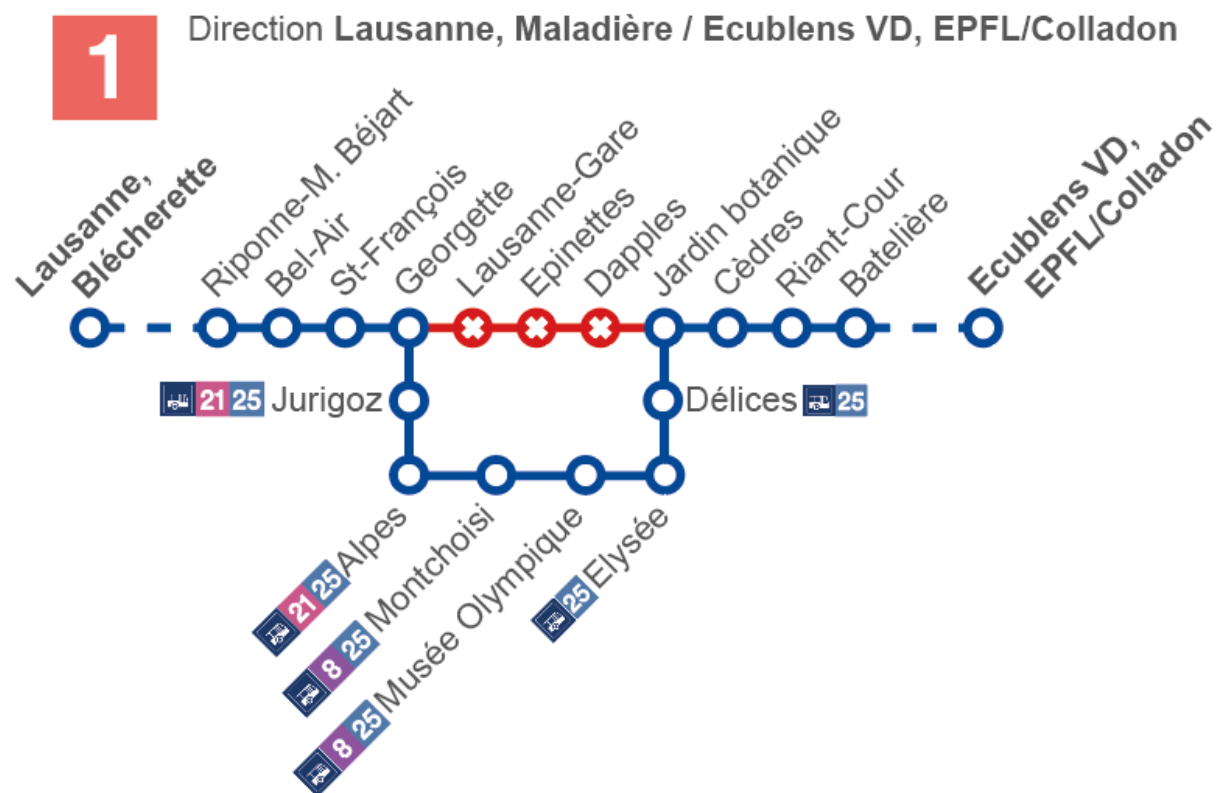 1
Direction Lausanne, Maladière / Ecublens VD, EPFL/Colladon
Lausanne,
Blécherette
Riponne-M. Béjart
Bel-Air
St-François
Georgette
Lausanne-Gare
Epinettes
Dapples
Jardin botanique
Cèdres
Riant-Cour
Batelière
Ecublens VD,
EPFL/Colladon
21 25 Jurigoz
Délices 25
21 25 Alpes
8 25 Montchoisi
8 25 Musée Olympique
25 Elysée